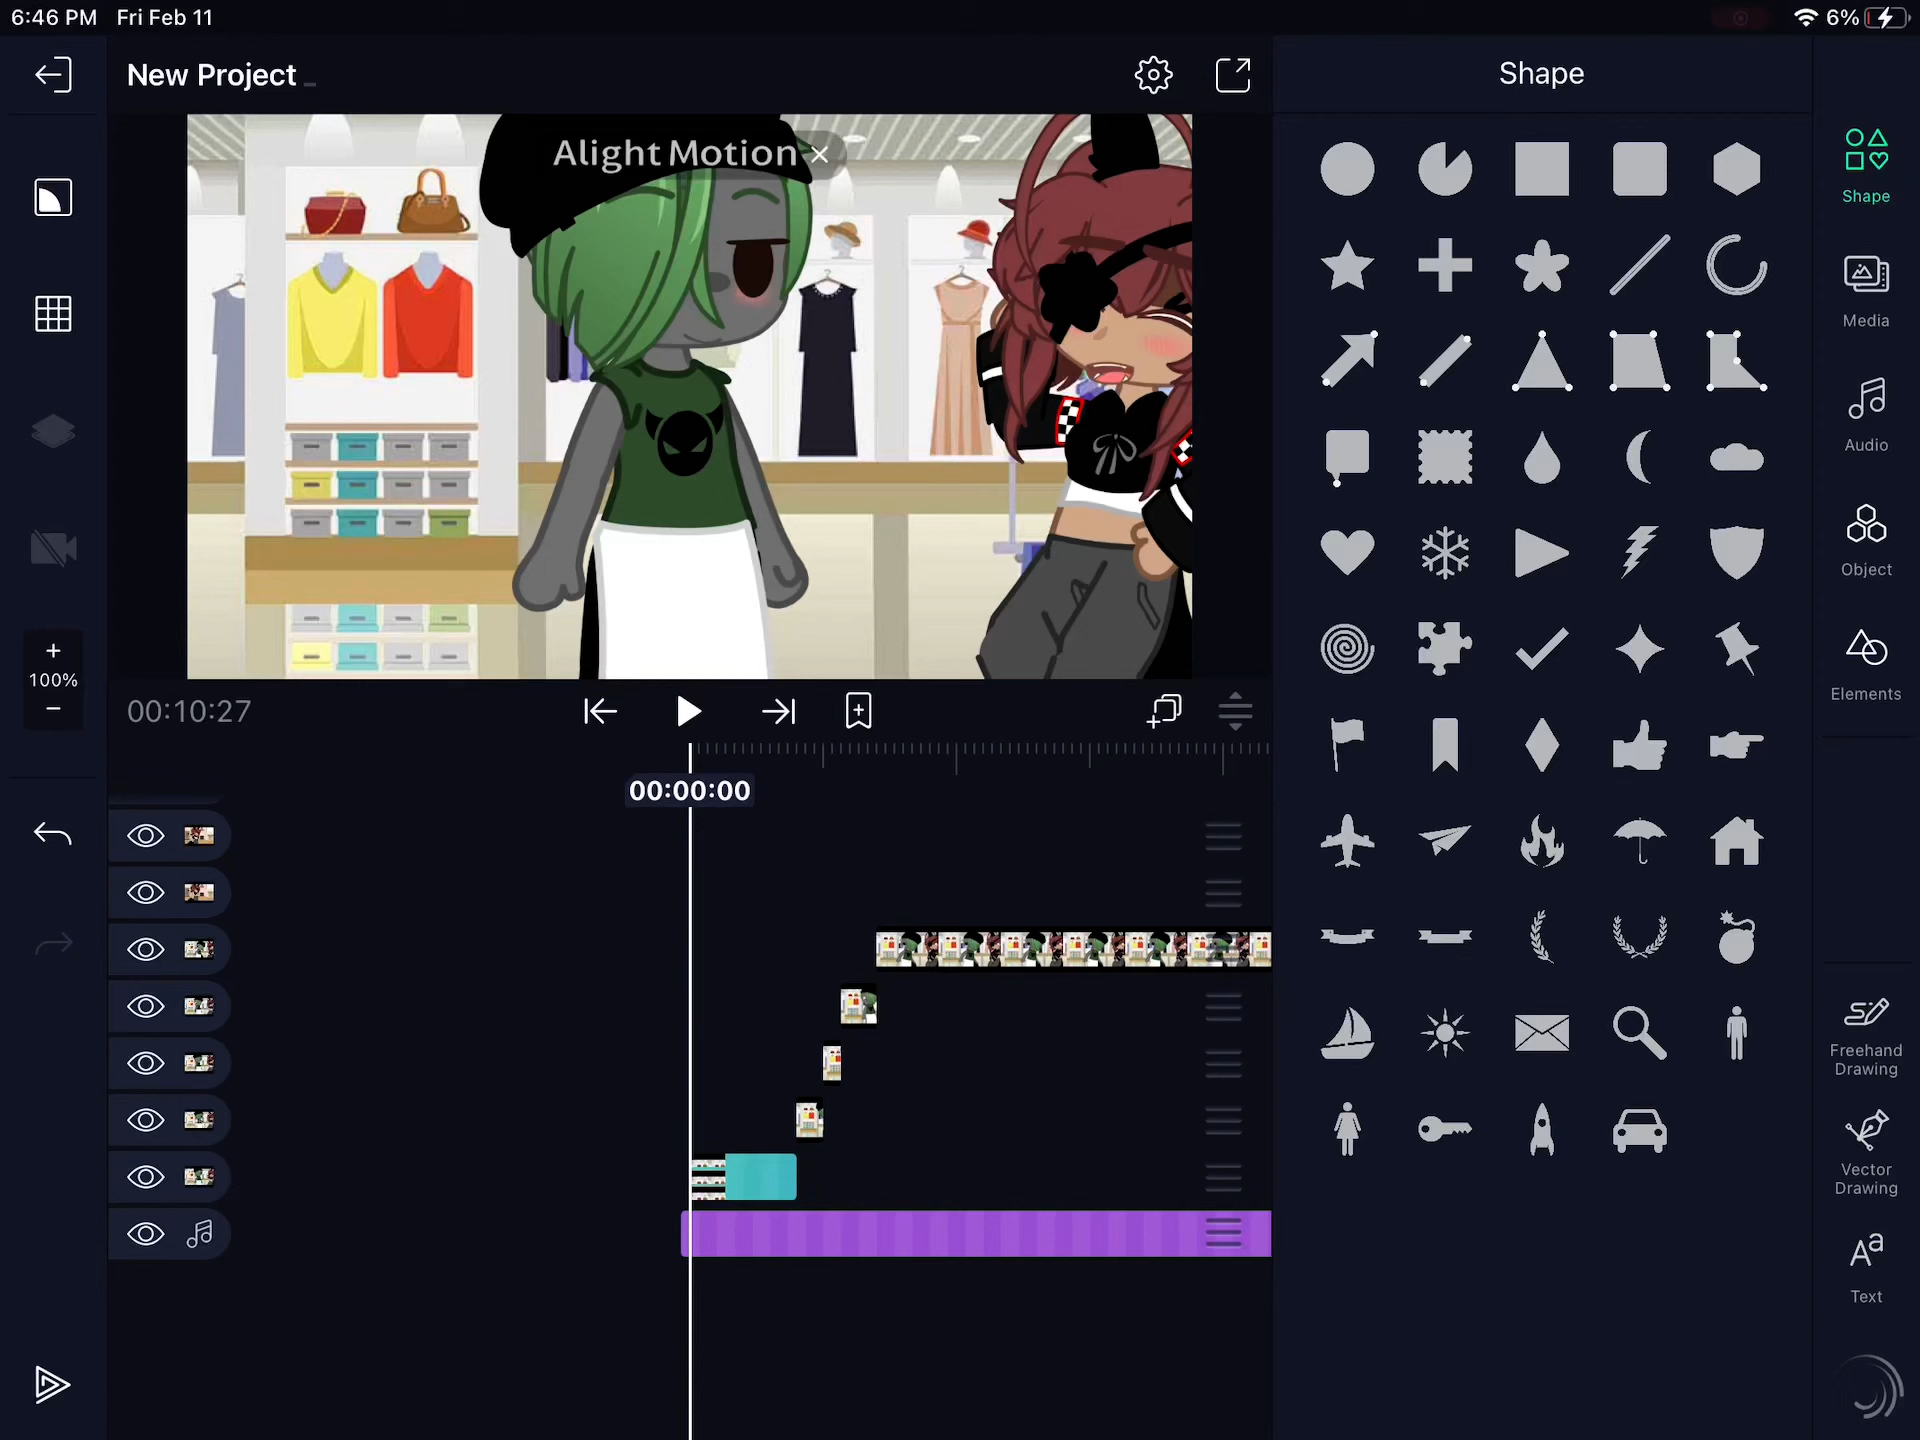 6:46 PM Fri Feb 11
6%
New Project
Shape
Alight Motion ×
Shape
Media
Audio
Object
Elements
+
100%
−
00:10:27
00:00:00
Freehand
Drawing
Vector
Drawing
Aa
Text